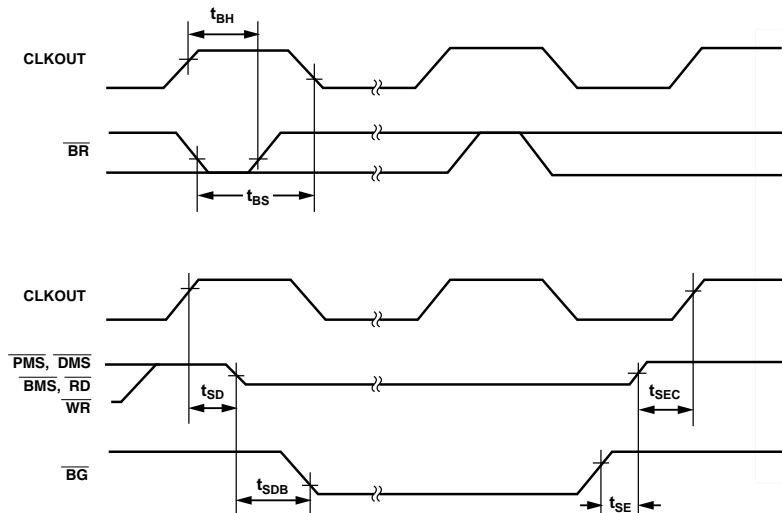 tBH
CLKOUT
BR
tBS
CLKOUT
PMS, DMS
BMS, RD
WR
tSD
tSEC
BG
tSDB
tSE